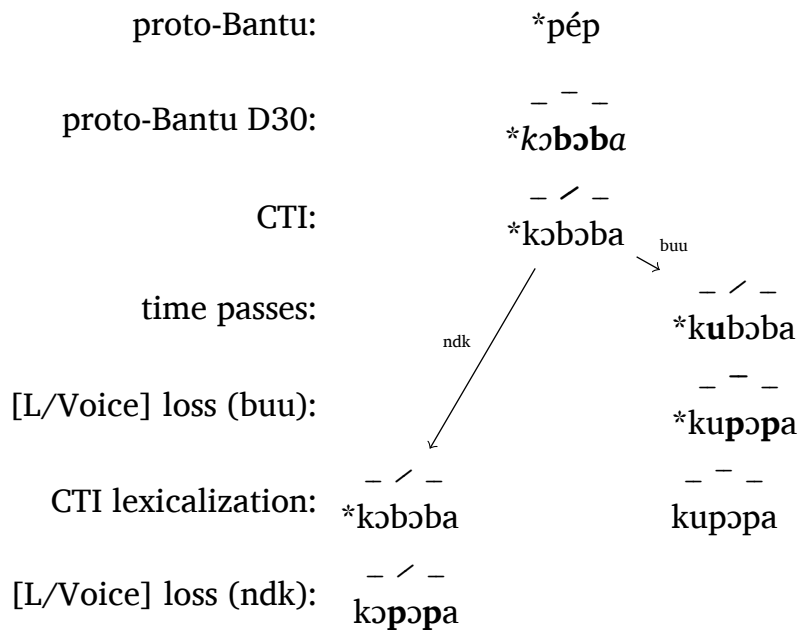 proto-Bantu: *pép
proto-Bantu D30: – – –
*kɔbɔba
CTI: – ⸝ –
*kɔbɔba
buu
time passes: – ⸝ –
*kubɔba
ndk
[L/Voice] loss (buu): – – –
*kupɔpa
CTI lexicalization: – ⸝ – – – –
*kɔbɔba kupɔpa
[L/Voice] loss (ndk): – ⸝ –
kɔpɔpa